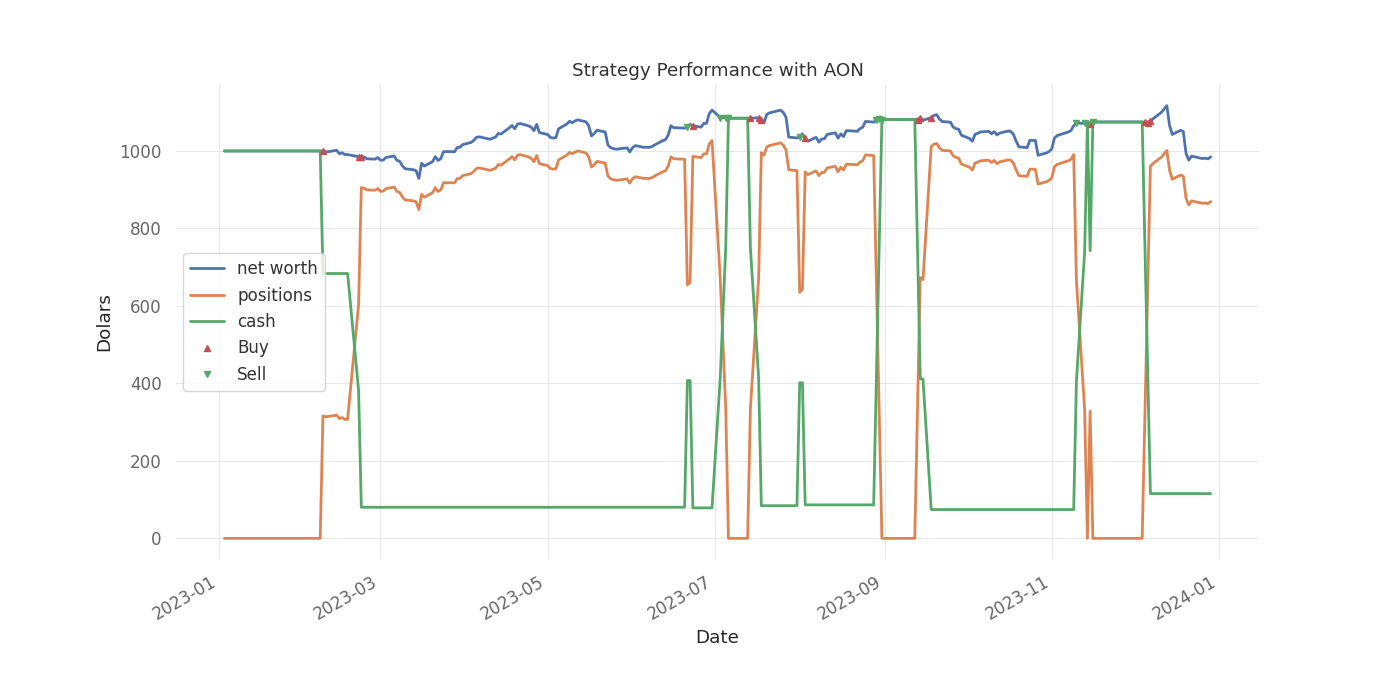 Strategy Performance with AON
Dolars
1000
800
600
400
200
0
net worth
positions
cash
Buy
Sell
2023-01
2023-03
2023-05
2023-07
2023-09
2023-11
2024-01
Date